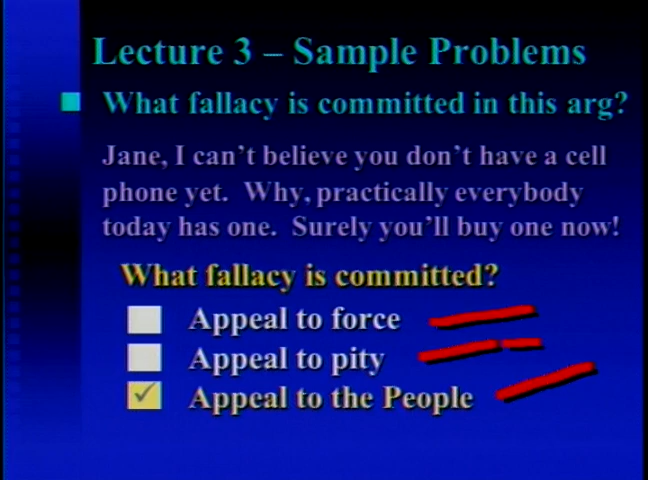 Lecture 3 – Sample Problems
What fallacy is committed in this arg?
Jane, I can't believe you don't have a cell
phone yet. Why, practically everybody
today has one. Surely you'll buy one now!
What fallacy is committed?
Appeal to force
Appeal to pity
Appeal to the People